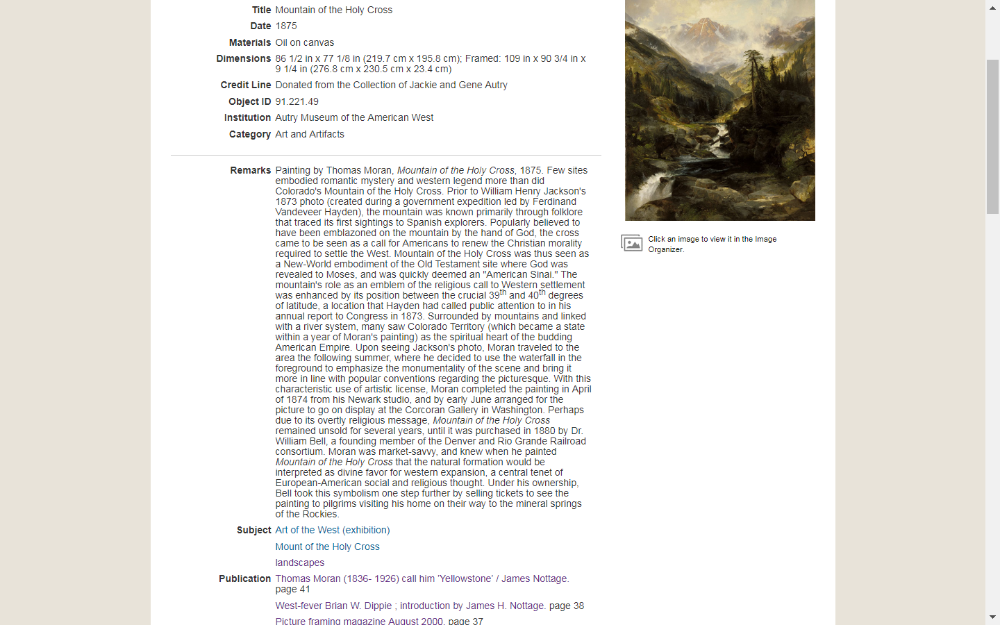 Title Mountain of the Holy Cross
Date 1875
Materials Oil on canvas
Dimensions 86 1/2 in x 77 1/8 in (219.7 cm x 195.8 cm); Framed: 109 in x 90 3/4 in x
9 1/4 in (276.8 cm x 230.5 cm x 23.4 cm)
Credit Line Donated from the Collection of Jackie and Gene Autry
Object ID 91.221.49
Institution Autry Museum of the American West
Category Art and Artifacts
Remarks Painting by Thomas Moran, Mountain of the Holy Cross, 1875. Few sites
embodied romantic mystery and western legend more than did
Colorado's Mountain of the Holy Cross. Prior to William Henry Jackson's
1873 photo (created during a government expedition led by Ferdinand
Vandeveer Hayden), the mountain was known primarily through folklore
that traced its first sightings to Spanish explorers. Popularly believed to
have been emblazoned on the mountain by the hand of God, the cross
came to be seen as a call for Americans to renew the Christian morality
required to settle the West. Mountain of the Holy Cross was thus seen as
a New-World embodiment of the Old Testament site where God was
revealed to Moses, and was quickly deemed an "American Sinai." The
mountain's role as an emblem of the religious call to Western settlement
was enhanced by its position between the crucial 39th and 40th degrees
of latitude, a location that Hayden had called public attention to in his
annual report to Congress in 1873. Surrounded by mountains and linked
with a river system, many saw Colorado Territory (which became a state
within a year of Moran's painting) as the spiritual heart of the budding
American Empire. Upon seeing Jackson's photo, Moran traveled to the
area the following summer, where he decided to use the waterfall in the
foreground to emphasize the monumentality of the scene and bring it
more in line with popular conventions regarding the picturesque. With this
characteristic use of artistic license, Moran completed the painting in April
of 1874 from his Newark studio, and by early June arranged for the
picture to go on display at the Corcoran Gallery in Washington. Perhaps
due to its overtly religious message, Mountain of the Holy Cross
remained unsold for several years, until it was purchased in 1880 by Dr.
William Bell, a founding member of the Denver and Rio Grande Railroad
consortium. Moran was market-savvy, and knew when he painted
Mountain of the Holy Cross that the natural formation would be
interpreted as divine favor for western expansion, a central tenet of
European-American social and religious thought. Under his ownership,
Bell took this symbolism one step further by selling tickets to see the
painting to pilgrims visiting his home on their way to the mineral springs
of the Rockies.
Subject Art of the West (exhibition)
Mount of the Holy Cross
landscapes
Publication Thomas Moran (1836- 1926) call him 'Yellowstone' / James Nottage.
page 41
West-fever Brian W. Dippie ; introduction by James H. Nottage. page 38
Picture framing magazine August 2000. page 37
Click an image to view it in the Image
Organizer.